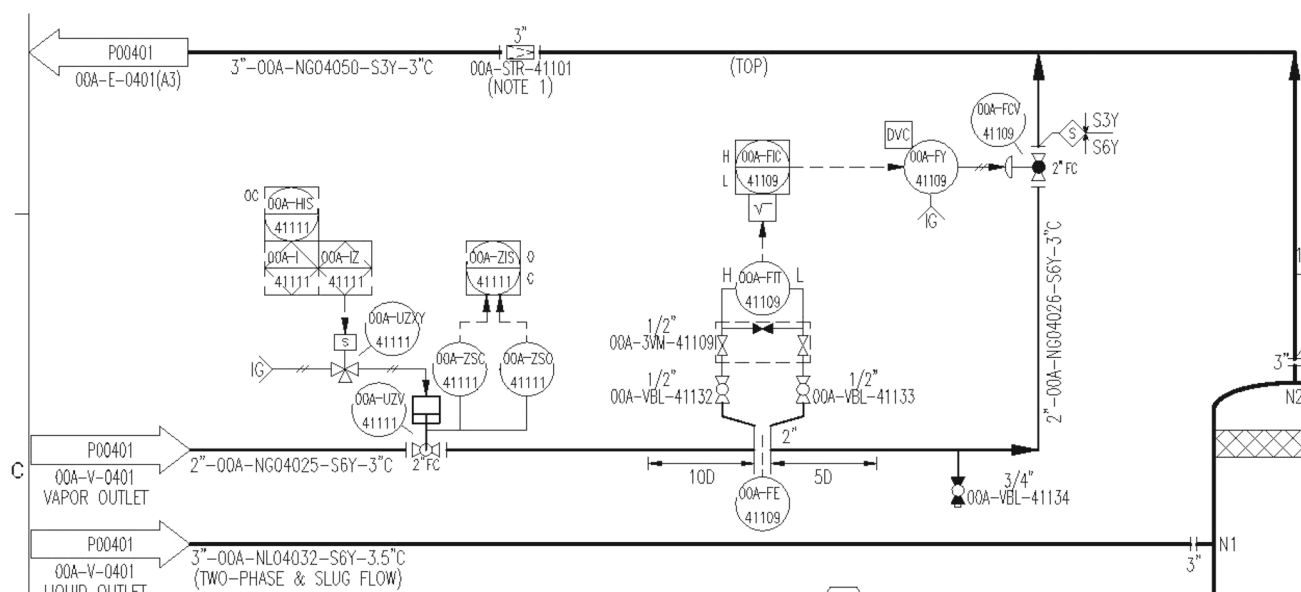 P00401
00A-E-0401(A3)
3"-00A-NG04050-S3Y-3"C
3"
00A-STR-41101
(NOTE 1)
(TOP)
00A-FCV
41109
S
S3Y
S6Y
2"FC
DVC
00A-FY
41109
IG
H
L
00A-FIC
41109
√
OC
00A-HIS
41111
00A-I
41111
00A-IZ
41111
00A-ZIS
41111
O
C
H
00A-FIT
41109
L
S
00A-UZXY
41111
IG
00A-ZSC
41111
00A-ZSO
41111
1/2"
00A-3VM-41109
1/2"
00A-VBL-41132
1/2"
00A-VBL-41133
00A-UZV
41111
2"FC
2"-00A-NG04026-S6Y-3"C
3"
N2
C
P00401
00A-V-0401
VAPOR OUTLET
2"-00A-NG04025-S6Y-3"C
2"
10D
5D
00A-FE
41109
3/4"
00A-VBL-41134
P00401
00A-V-0401
LIQUID OUTLET
3"-00A-NL04032-S6Y-3.5"C
(TWO-PHASE & SLUG FLOW)
3"
N1